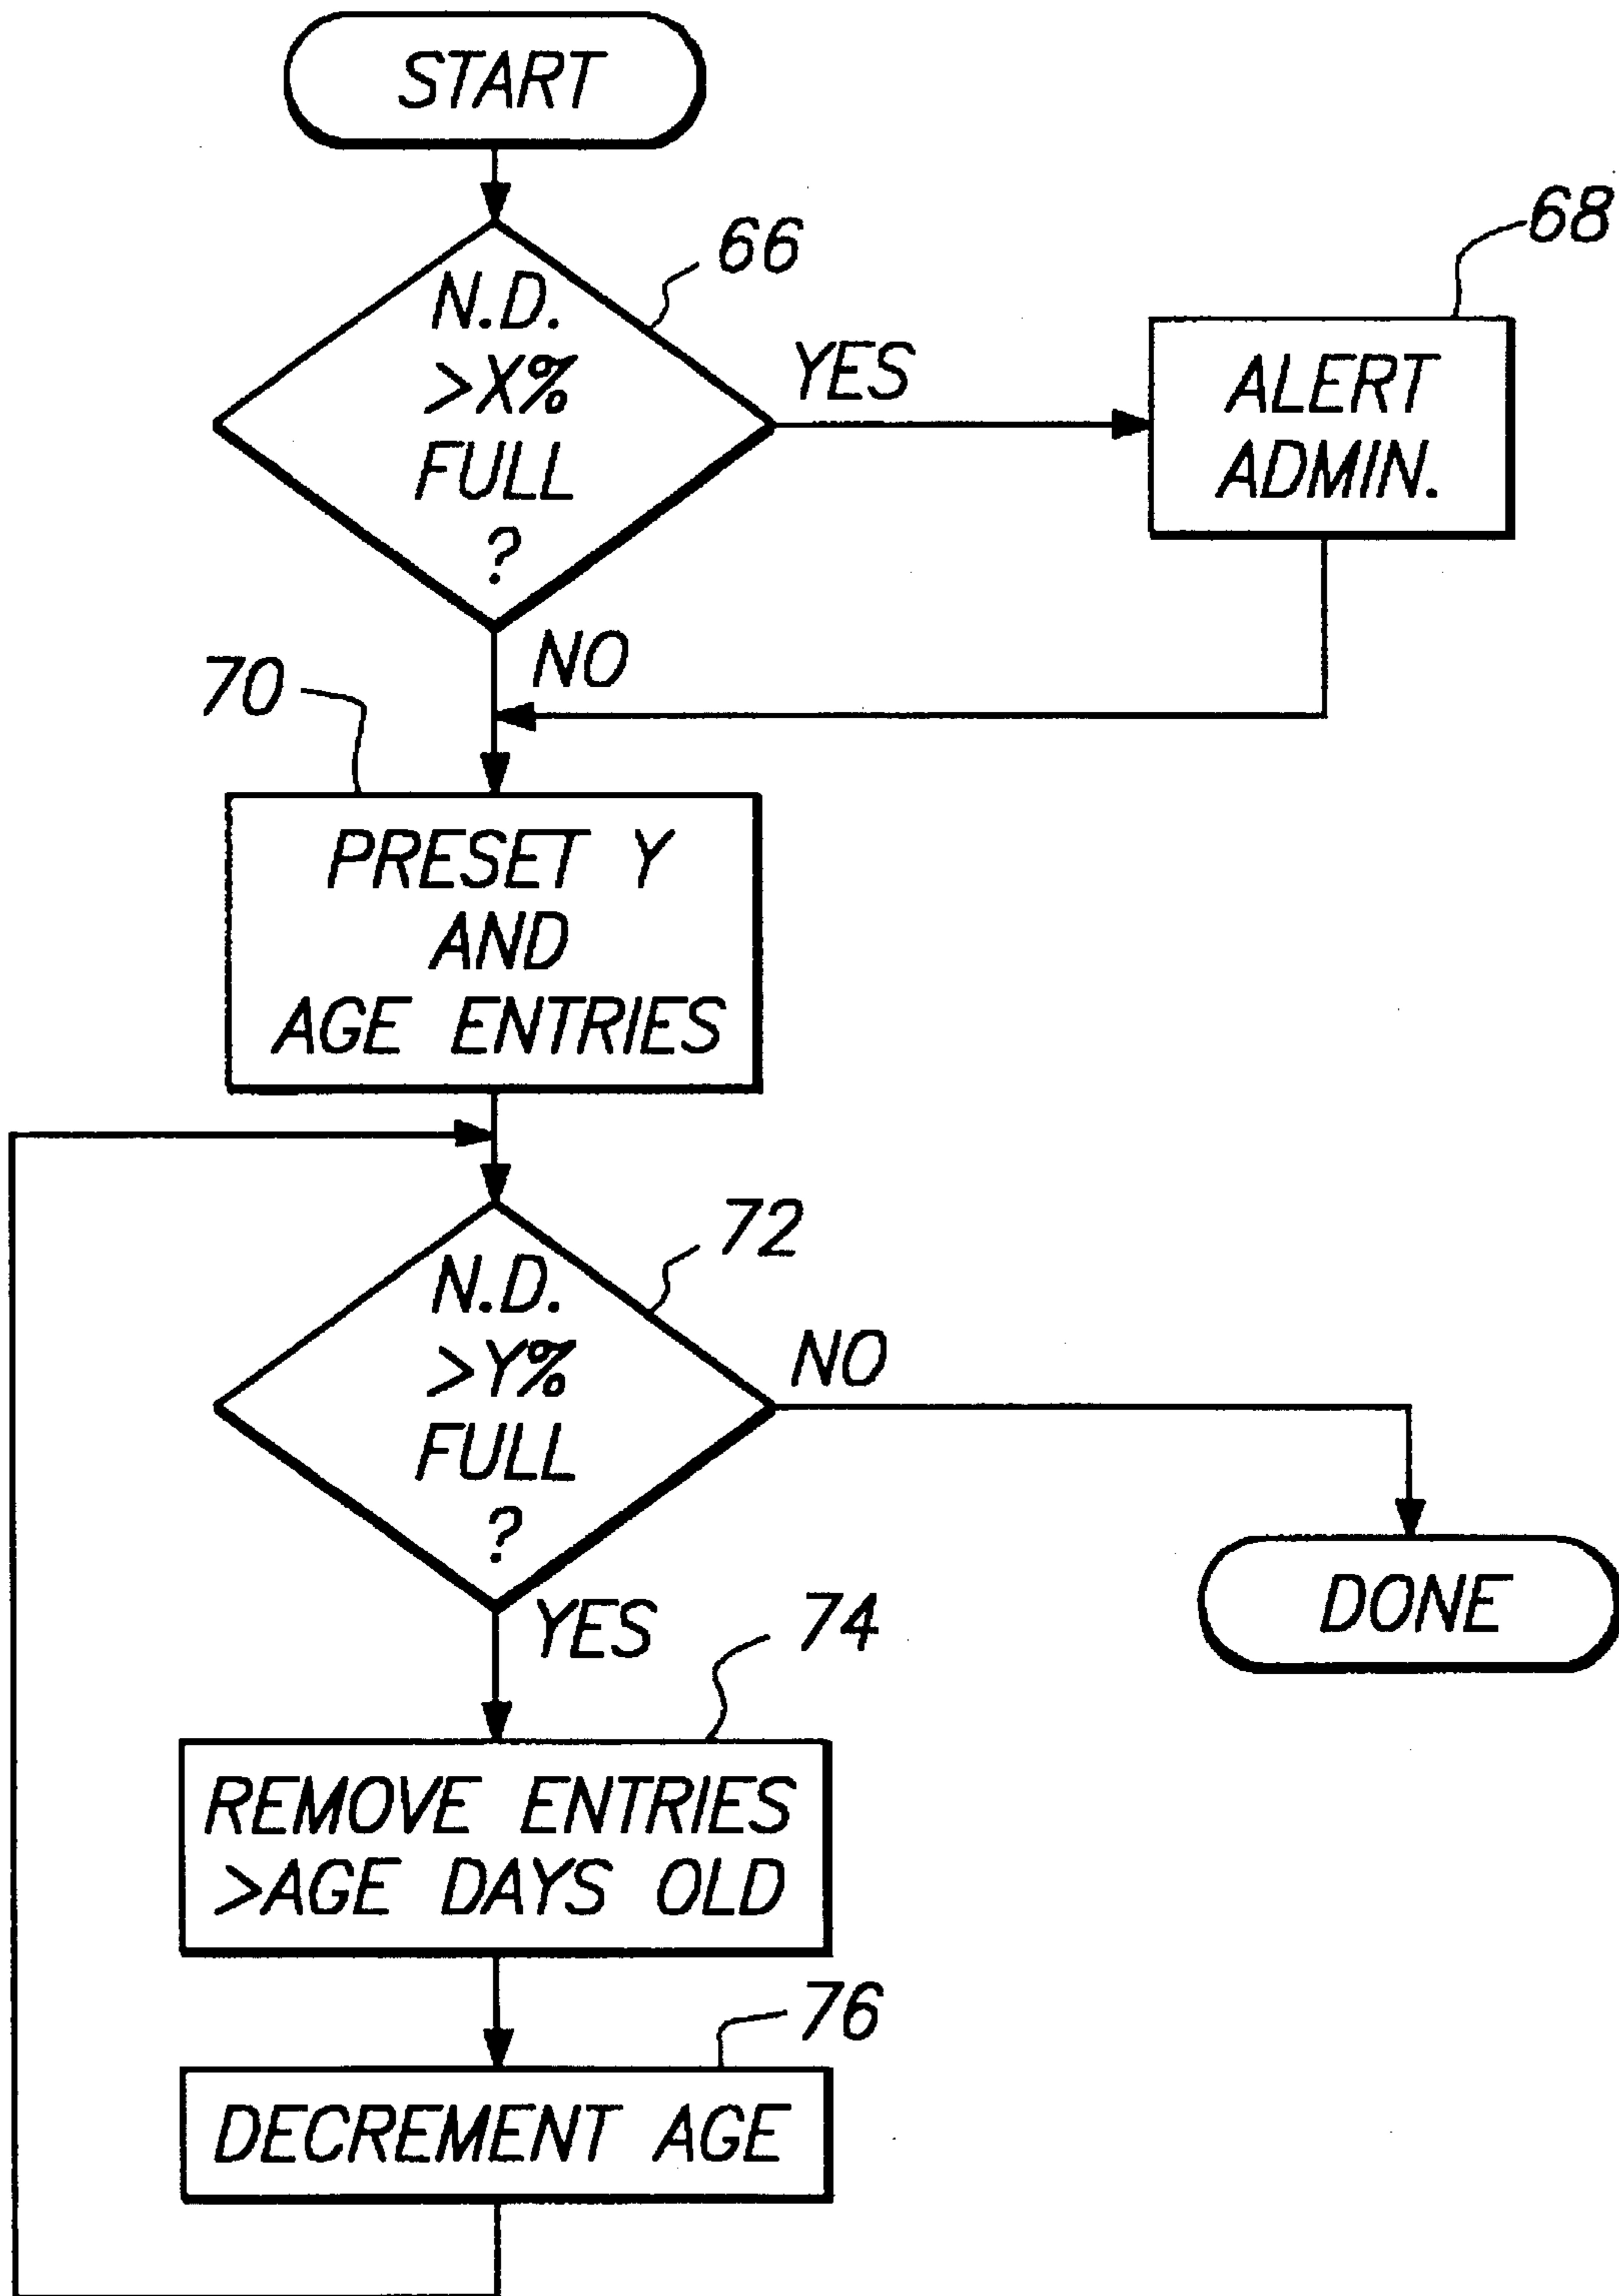 START
66
N.D.
>X%
FULL
?
YES
68
ALERT
ADMIN.
NO
70
PRESET Y
AND
AGE ENTRIES
72
N.D.
>Y%
FULL
?
NO
DONE
YES
74
REMOVE ENTRIES
>AGE DAYS OLD
76
DECREMENT AGE